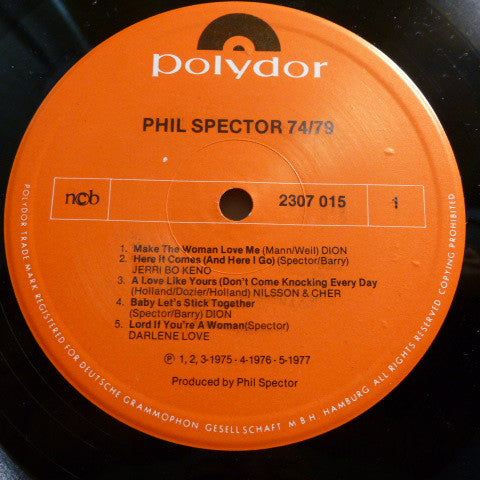 polydor
PHIL SPECTOR 74/79
ncb 2307 015 1
1. Make The Woman Love Me (Mann/Weil) DION
2. Here It Comes (And Here I Go) (Spector/Barry)
JERRI BO KENO
3. A Love Like Yours (Don't Come Knocking Every Day
(Holland/Dozier/Holland) NILSSON & CHER
4. Baby Let's Stick Together
(Spector/Barry) DION
5. Lord If You're A Woman(Spector)
DARLENE LOVE
℗ 1, 2, 3-1975 · 4-1976 · 5-1977
Produced by Phil Spector
POLYDOR TRADE MARK REGISTERED FOR DEUTSCHE GRAMMOPHON GESELLSCHAFT M B H, HAMBURG ALL RIGHTS RESERVED. COPYING PROHIBITED